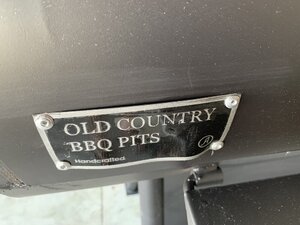 OLD COUNTRY
BBQ PITS
Handcrafted